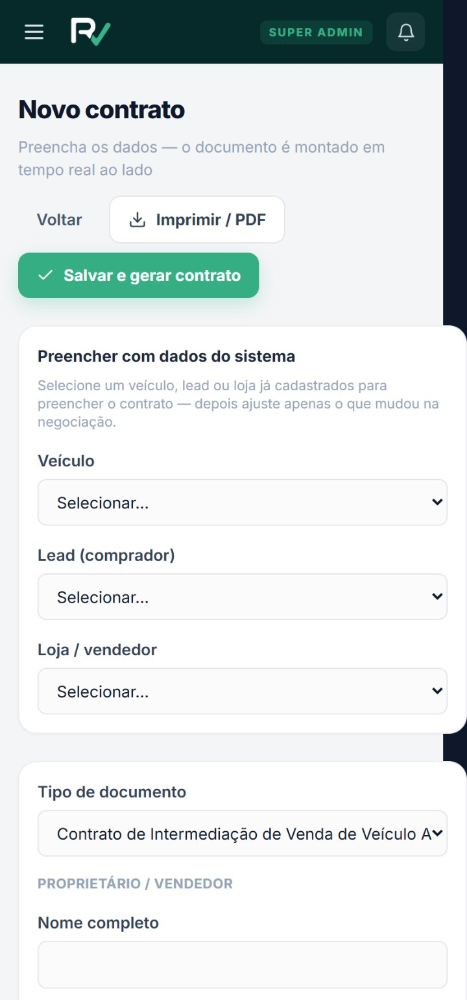 SUPER ADMIN
Novo contrato
Preencha os dados — o documento é montado em
tempo real ao lado
Voltar
Imprimir / PDF
Salvar e gerar contrato
Preencher com dados do sistema
Selecione um veículo, lead ou loja já cadastrados para
preencher o contrato — depois ajuste apenas o que mudou na
negociação.
Veículo
Selecionar...
Lead (comprador)
Selecionar...
Loja / vendedor
Selecionar...
Tipo de documento
Contrato de Intermediação de Venda de Veículo A
PROPRIETÁRIO / VENDEDOR
Nome completo